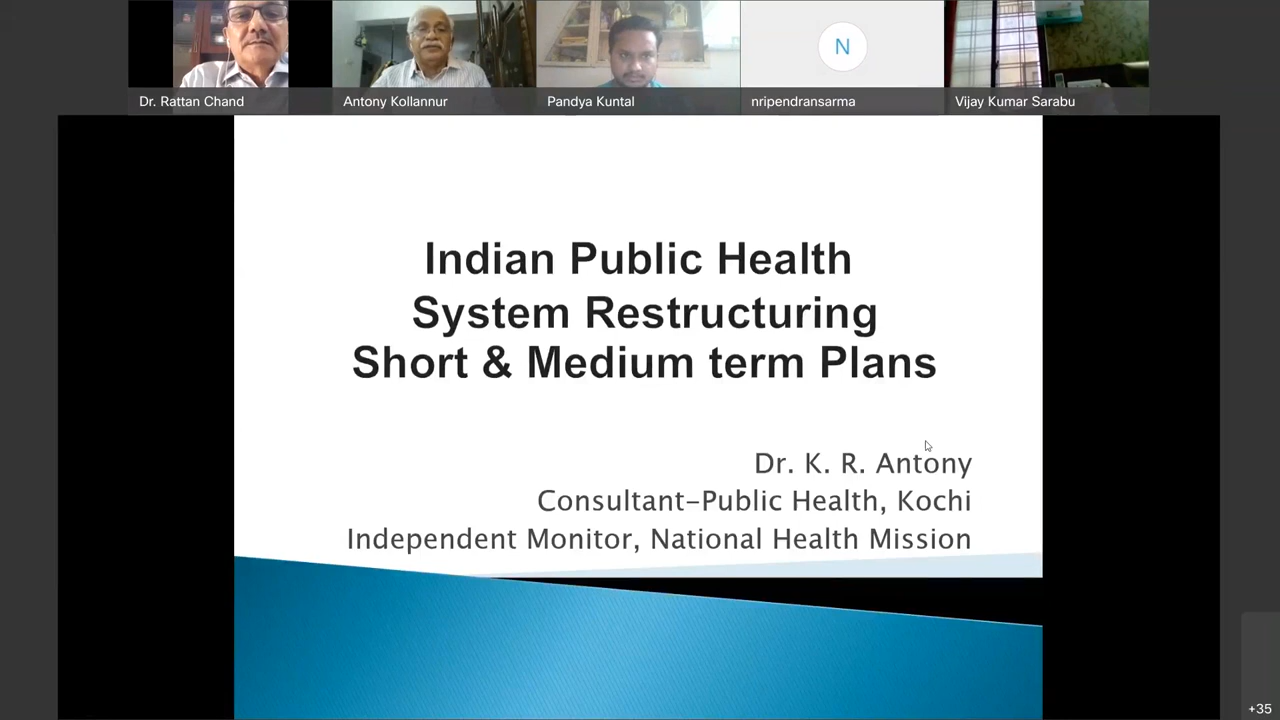 Dr. Rattan Chand
Antony Kollannur
Pandya Kuntal
N
nripendransarma
Vijay Kumar Sarabu
Indian Public Health
System Restructuring
Short & Medium term Plans
Dr. K. R. Antony
Consultant-Public Health, Kochi
Independent Monitor, National Health Mission
+35